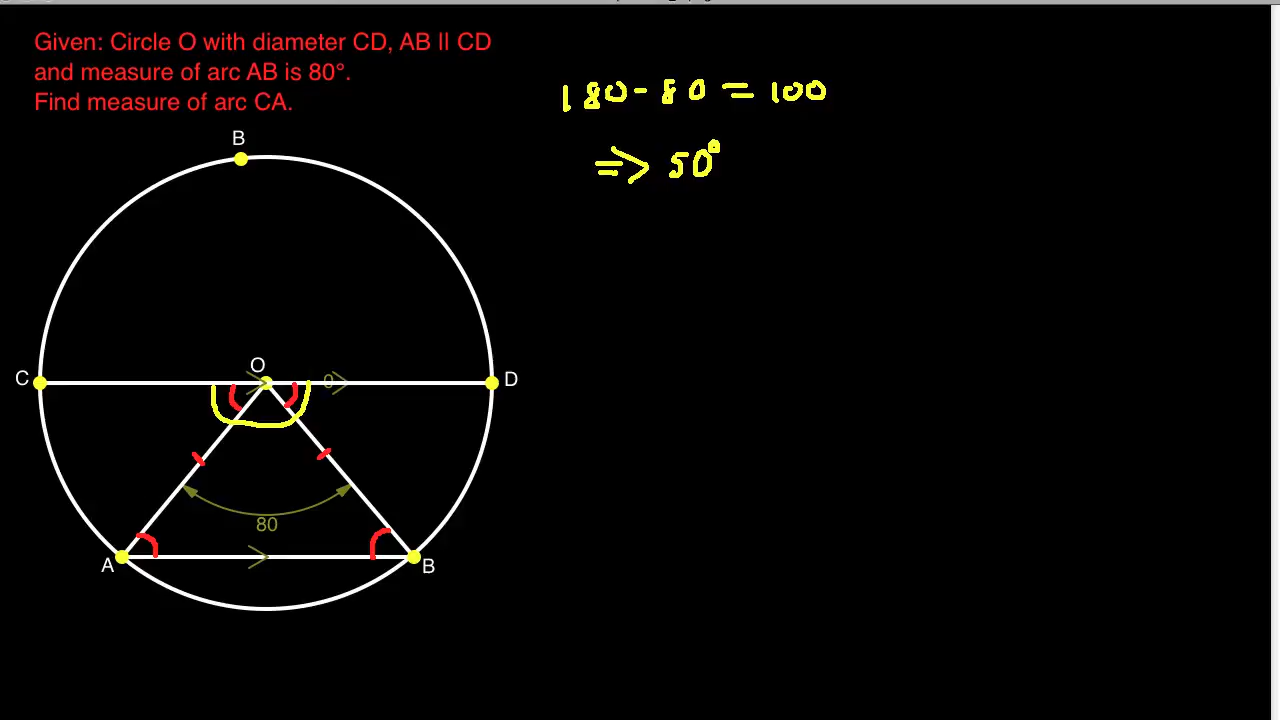 Given: Circle O with diameter CD, AB || CD
and measure of arc AB is 80°.
Find measure of arc CA.
180 - 80 = 100
=> 50°
B
O
C
0
D
80
A
B